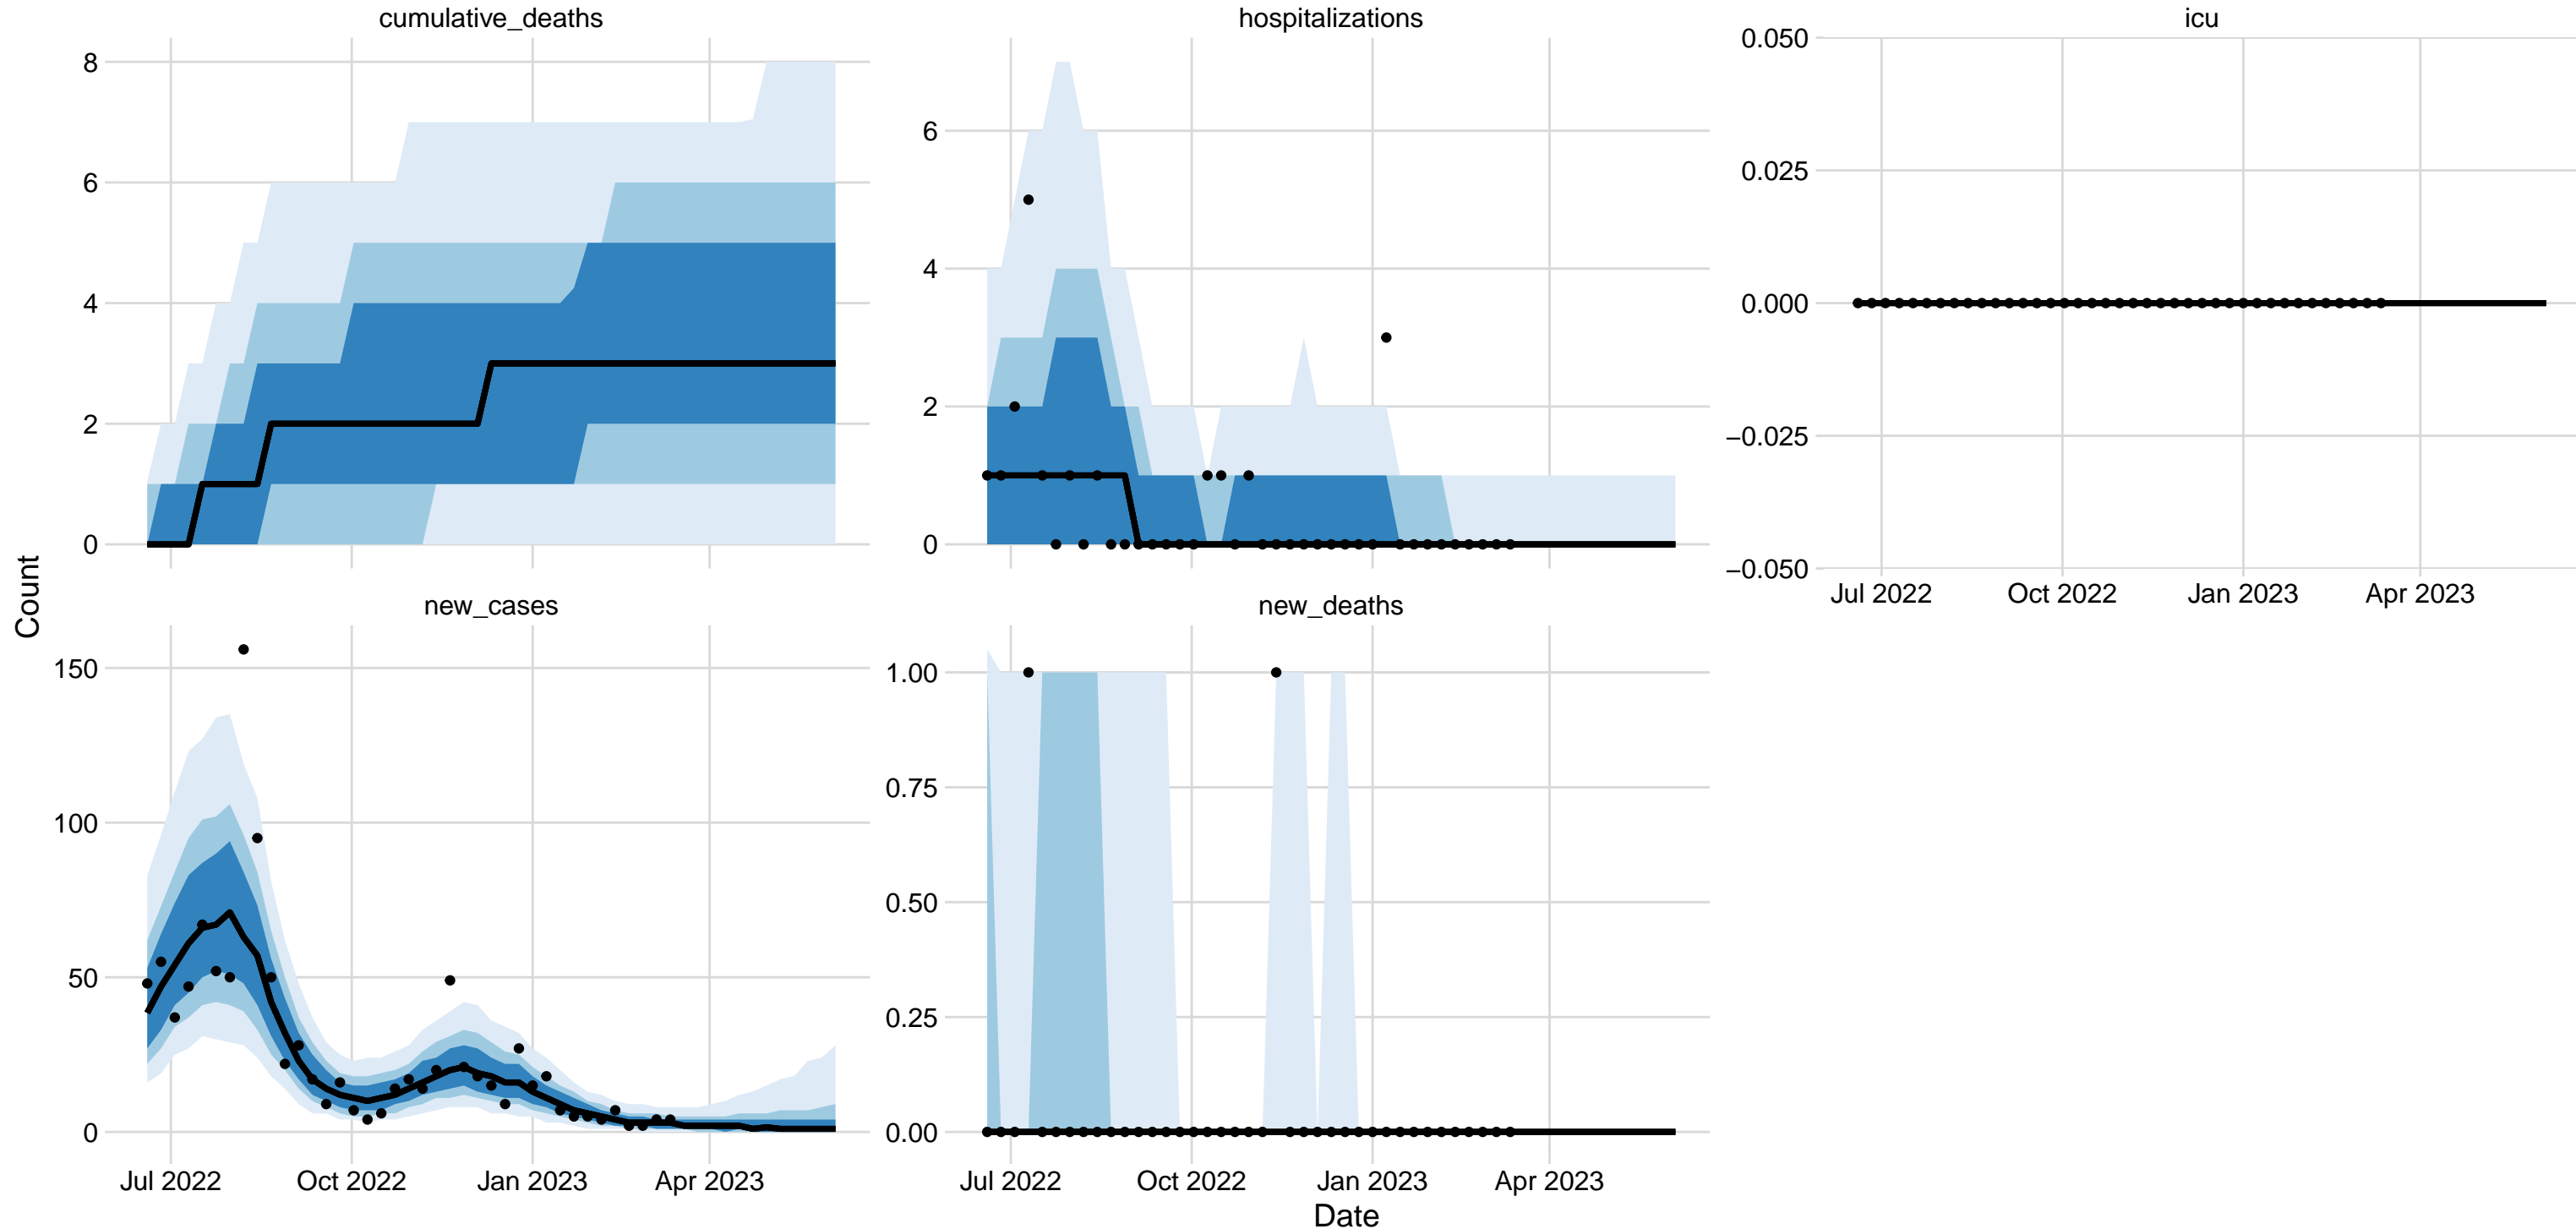 cumulative_deaths
hospitalizations
icu
8
6
4
2
0
6
4
2
0
0.050
0.025
0.000
−0.025
−0.050
Jul 2022 Oct 2022 Jan 2023 Apr 2023
Count
new_cases
new_deaths
150
100
50
0
1.00
0.75
0.50
0.25
0.00
Jul 2022 Oct 2022 Jan 2023 Apr 2023
Jul 2022 Oct 2022 Jan 2023 Apr 2023
Date